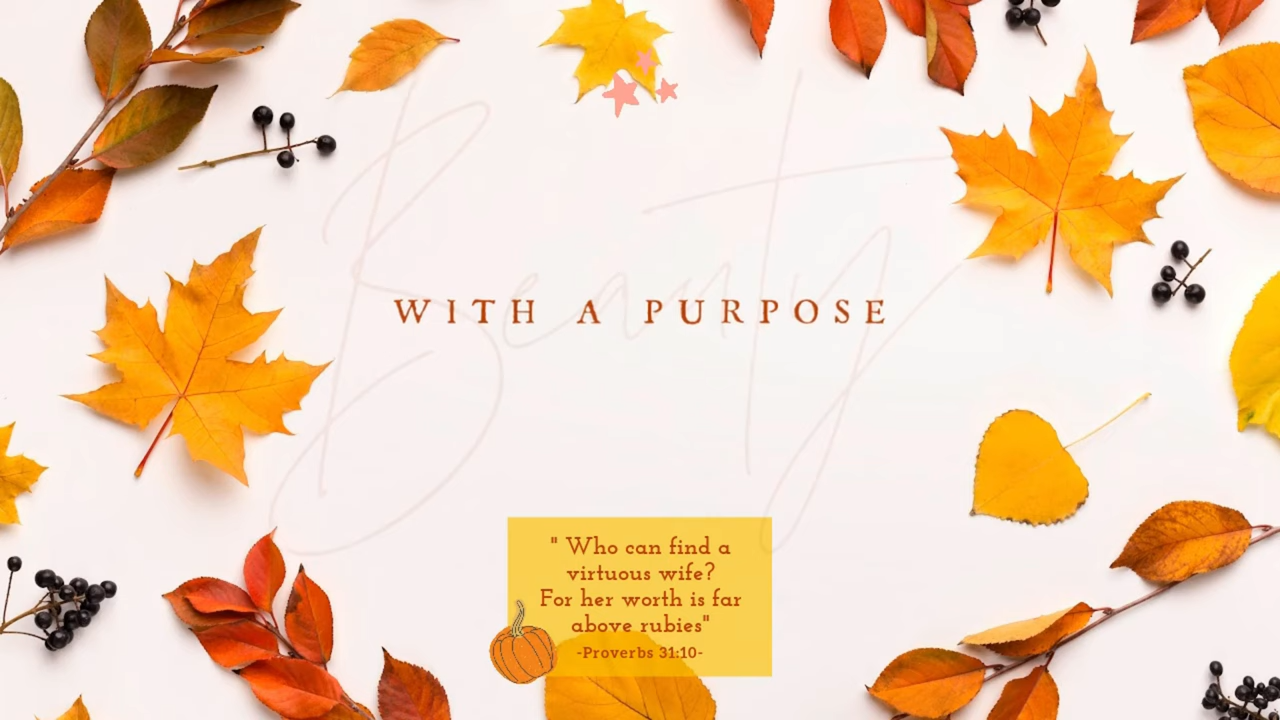 Beauty
WITH A PURPOSE
" Who can find a
virtuous wife?
For her worth is far
above rubies"
-Proverbs 31:10-